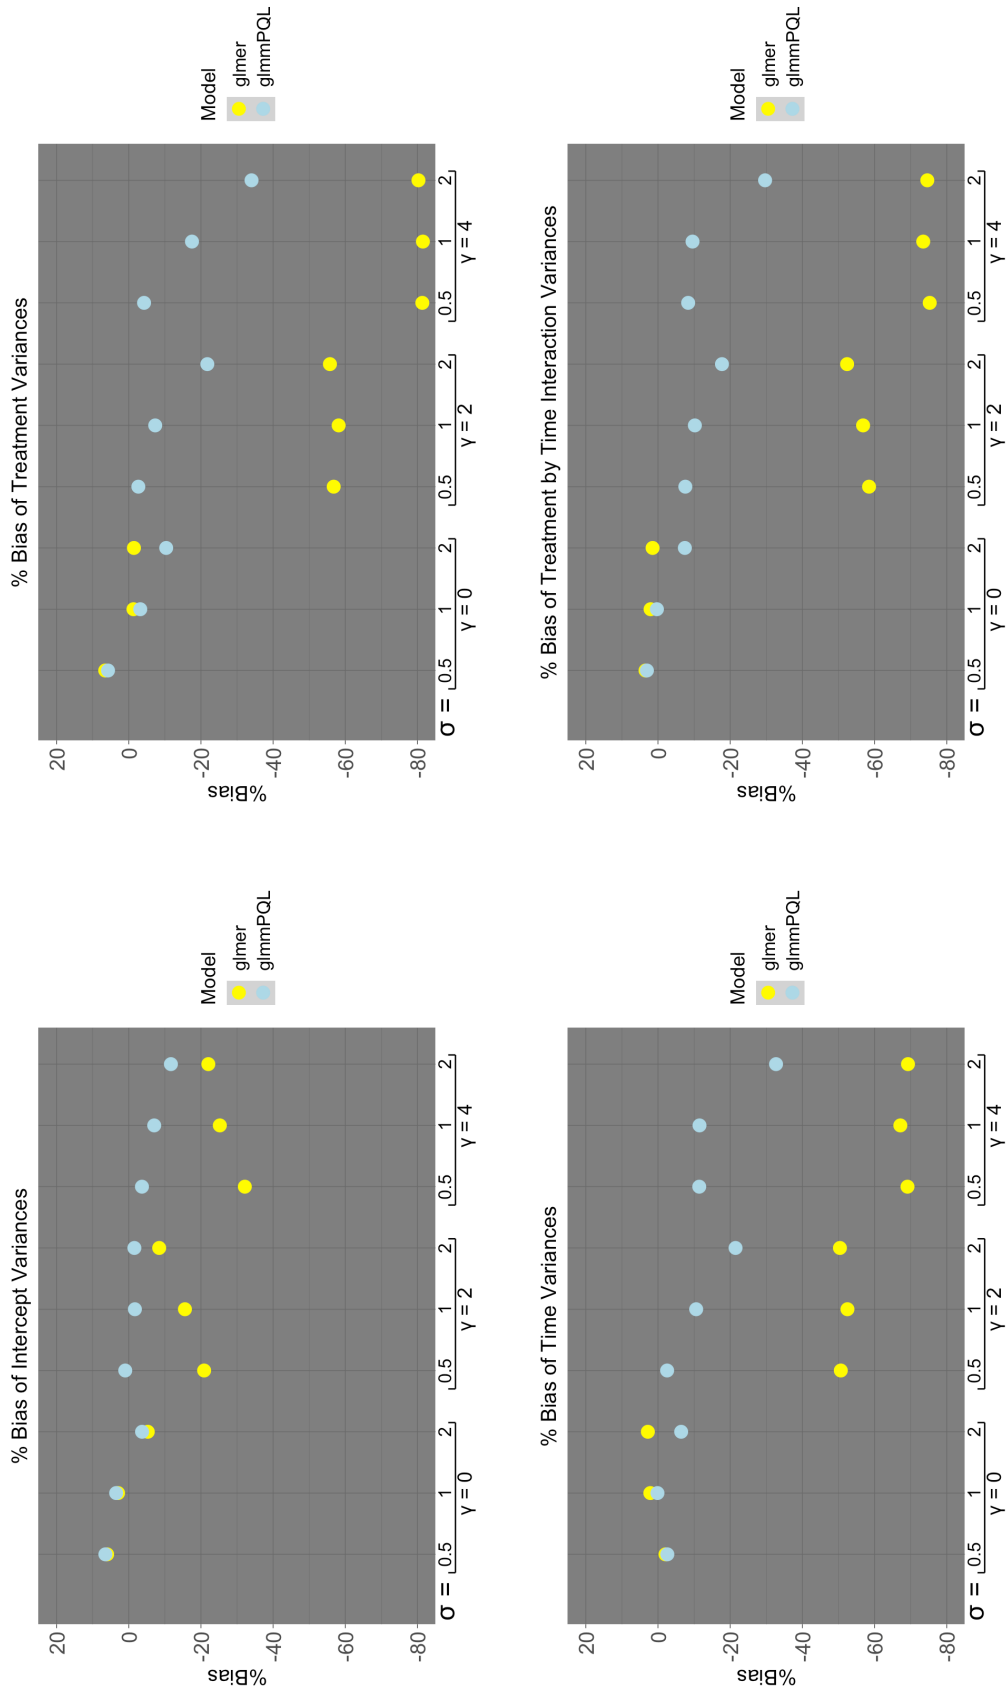 % Bias of Intercept Variances
%Bias
20
0
-20
-40
-60
-80
σ =
0.5 1 2 0.5 1 2 0.5 1 2
γ = 0 γ = 2 γ = 4
Model
glmer
glmmPQL
% Bias of Treatment Variances
%Bias
20
0
-20
-40
-60
-80
σ =
0.5 1 2 0.5 1 2 0.5 1 2
γ = 0 γ = 2 γ = 4
Model
glmer
glmmPQL
% Bias of Time Variances
%Bias
20
0
-20
-40
-60
-80
σ =
0.5 1 2 0.5 1 2 0.5 1 2
γ = 0 γ = 2 γ = 4
Model
glmer
glmmPQL
% Bias of Treatment by Time Interaction Variances
%Bias
20
0
-20
-40
-60
-80
σ =
0.5 1 2 0.5 1 2 0.5 1 2
γ = 0 γ = 2 γ = 4
Model
glmer
glmmPQL